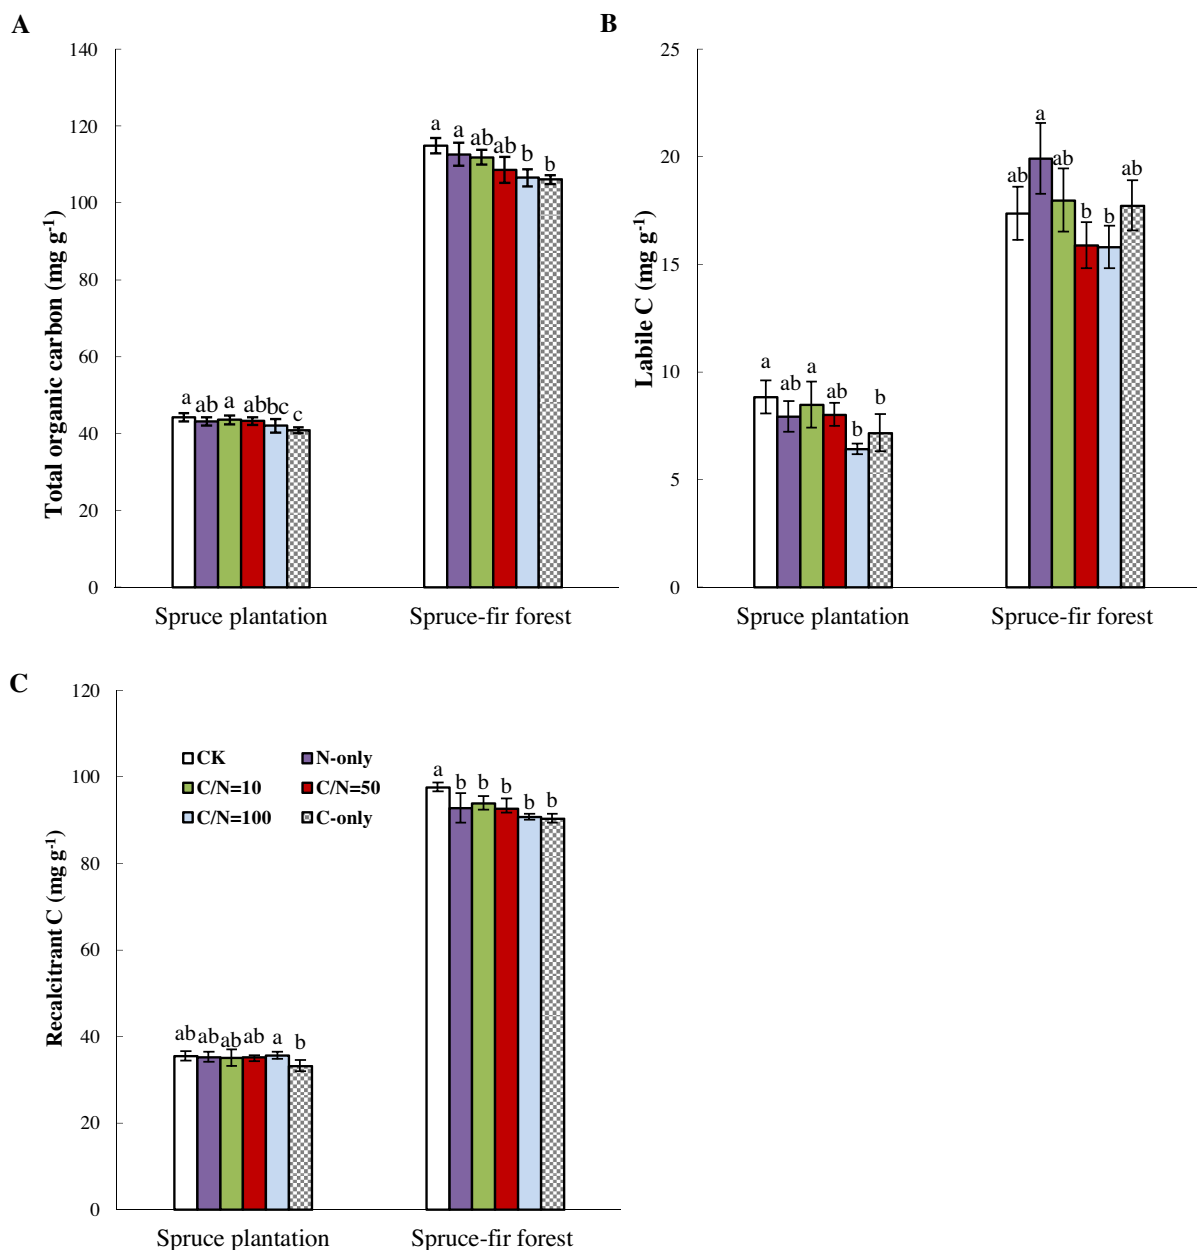 A
Total organic carbon (mg g⁻¹)
140
120
100
80
60
40
20
0
a ab a ab bc c
a a ab ab b b
Spruce plantation Spruce-fir forest
B
Labile C (mg g⁻¹)
25
20
15
10
5
0
a ab a ab b b
ab a ab b b ab
Spruce plantation Spruce-fir forest
C
Recalcitrant C (mg g⁻¹)
120
100
80
60
40
20
0
CK N-only
C/N=10 C/N=50
C/N=100 C-only
ab ab ab ab a b
a b b b b b
Spruce plantation Spruce-fir forest